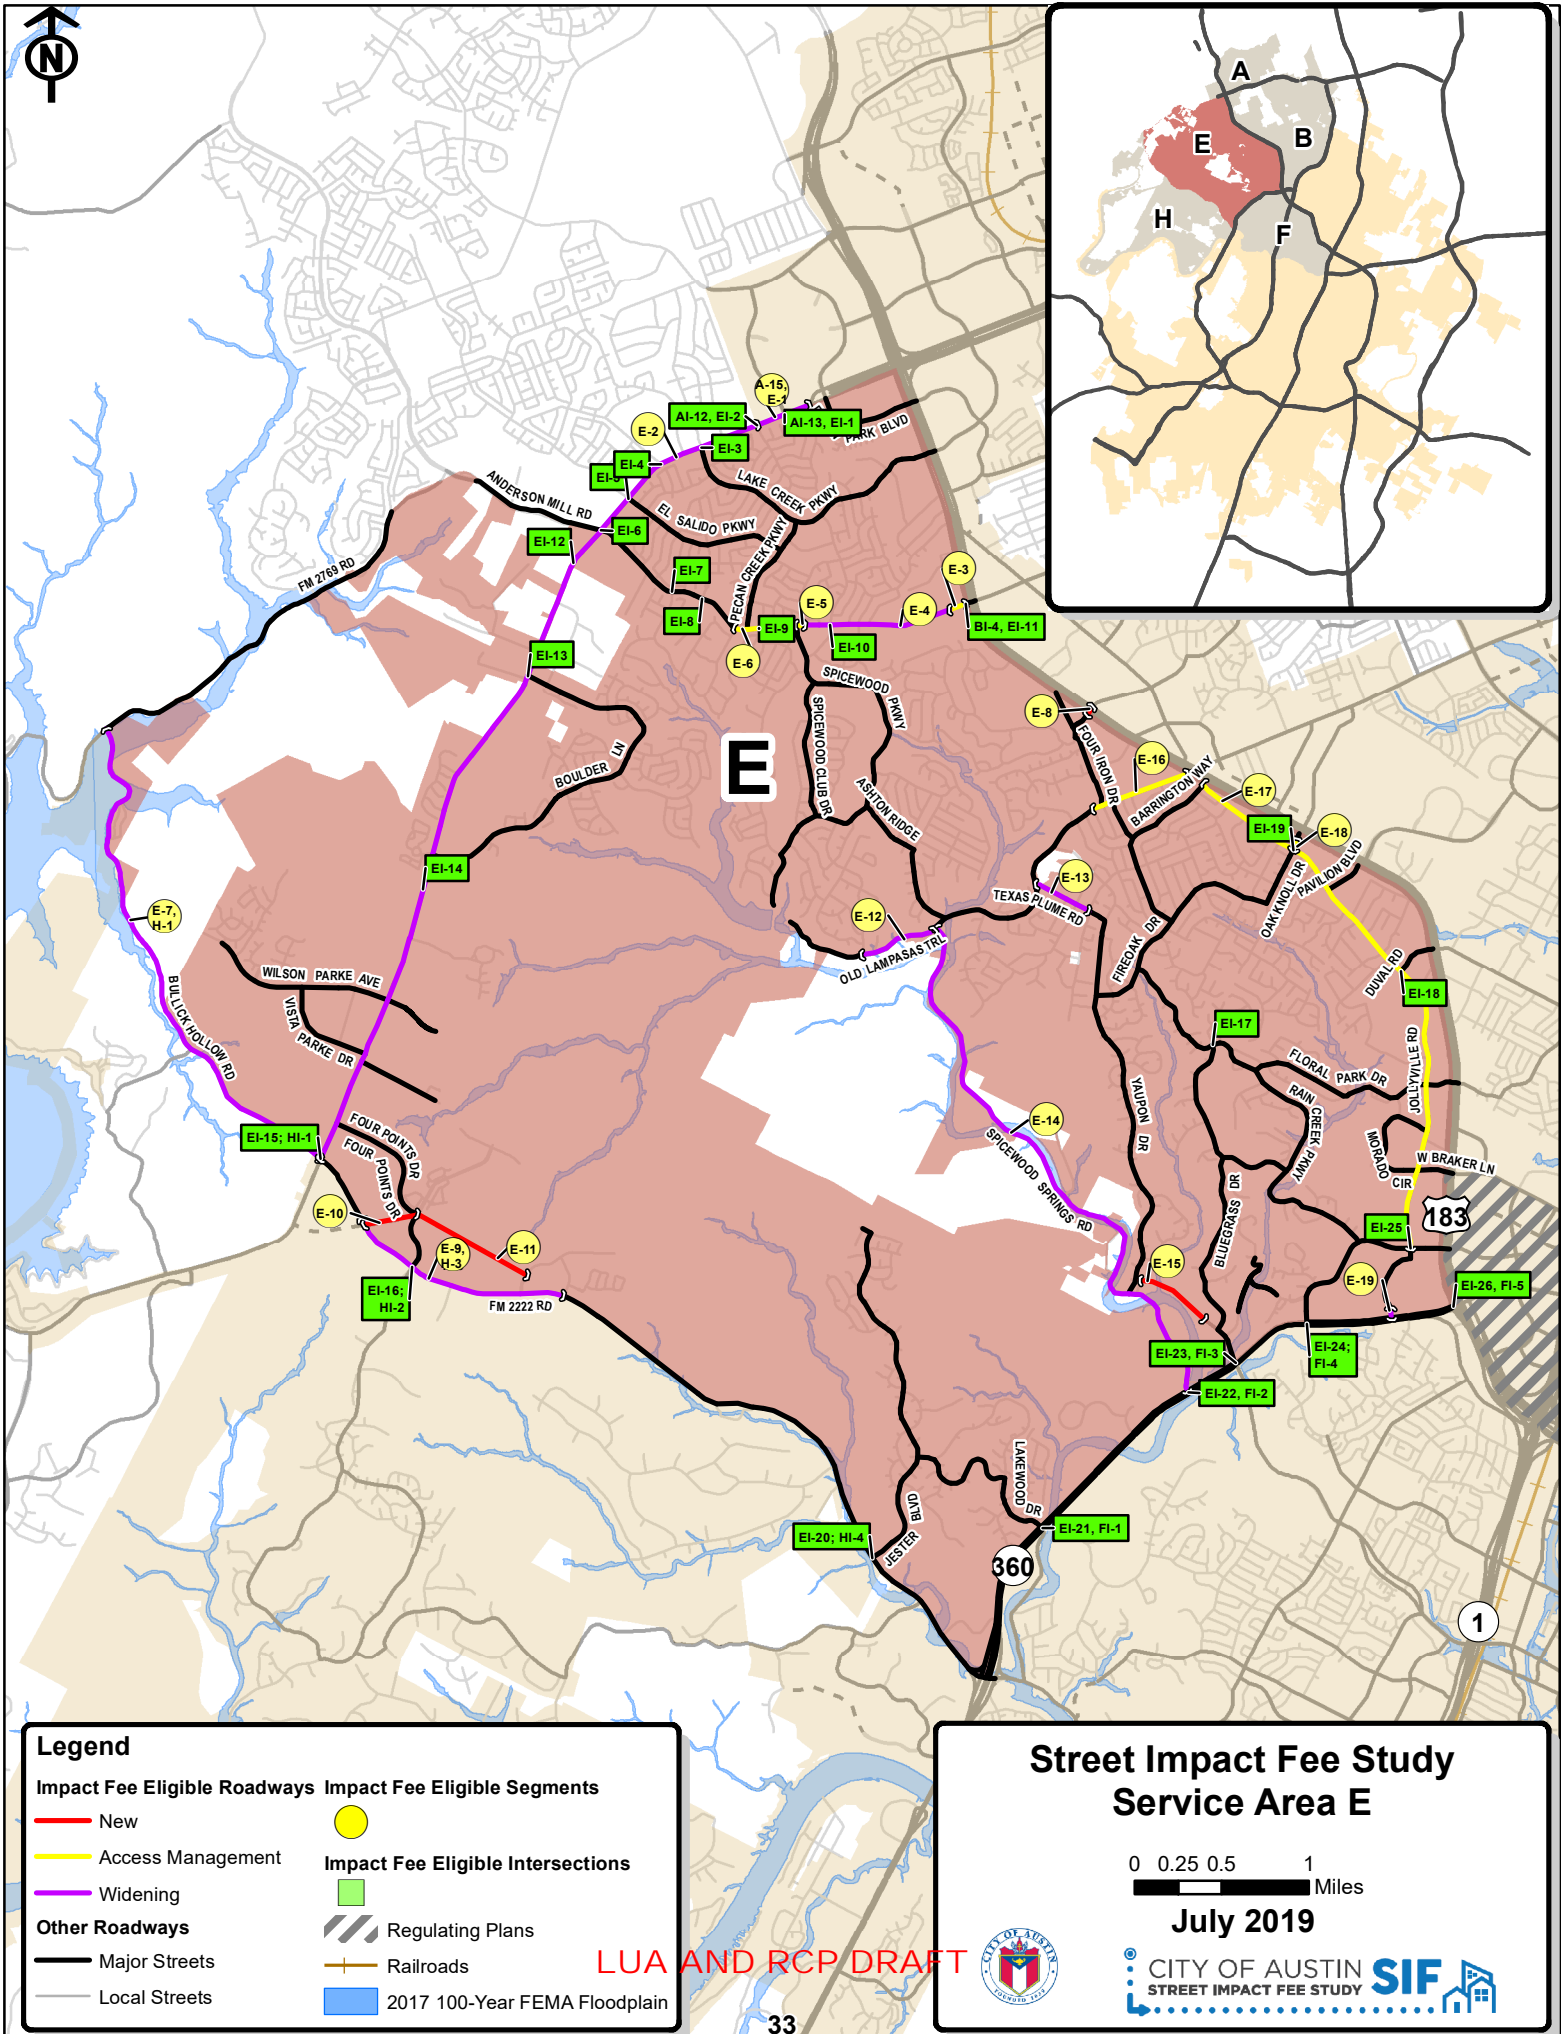 N
A
B
E
H
F
A-15,
E-1
AI-12, EI-2
AI-13, EI-1
PARK BLVD
E-2
EI-3
EI-4
EI-5
LAKE CREEK PKWY
ANDERSON MILL RD
EL SALIDO PKWY
EI-6
EI-12
PECAN CREEK PKWY
FM 2769 RD
EI-7
E-3
E-5
E-4
EI-8
EI-9
BI-4, EI-11
EI-10
EI-13
E-6
SPICEWOOD PKWY
E-8
SPICEWOOD CLUB DR
FOUR IRON DR
E
BOULDER LN
E-16
BARRINGTON WAY
E-17
ASHTON RIDGE
EI-19
E-18
PAVILION BLVD
EI-14
E-13
OAK KNOLL DR
TEXAS PLUME RD
E-7,
H-1
E-12
FIREOAK DR
OLD LAMPASAS TRL
DUVAL RD
WILSON PARKE AVE
EI-18
BULLICK HOLLOW RD
VISTA PARKE DR
EI-17
JOLLYVILLE RD
FLORAL PARK DR
RAIN CREEK PKWY
YAUPON DR
E-14
EI-15; HI-1
FOUR POINTS DR
FOUR POINTS DR
SPICEWOOD SPRINGS RD
MORADO CIR
W BRAKER LN
BLUEGRASS DR
E-10
183
EI-25
E-9,
H-3
E-11
E-15
E-19
EI-26, FI-5
EI-16;
HI-2
FM 2222 RD
EI-23, FI-3
EI-24;
FI-4
EI-22, FI-2
LAKEWOOD DR
JESTER BLVD
EI-20; HI-4
EI-21, FI-1
360
1
Legend
Impact Fee Eligible Roadways
New
Access Management
Widening
Other Roadways
Major Streets
Local Streets
Impact Fee Eligible Segments
Impact Fee Eligible Intersections
Regulating Plans
Railroads
2017 100-Year FEMA Floodplain
LUA AND RCP DRAFT
33
Street Impact Fee Study
Service Area E
0 0.25 0.5 1
Miles
July 2019
CITY OF AUSTIN
FOUNDED 1839
CITY OF AUSTIN
STREET IMPACT FEE STUDY
SIF